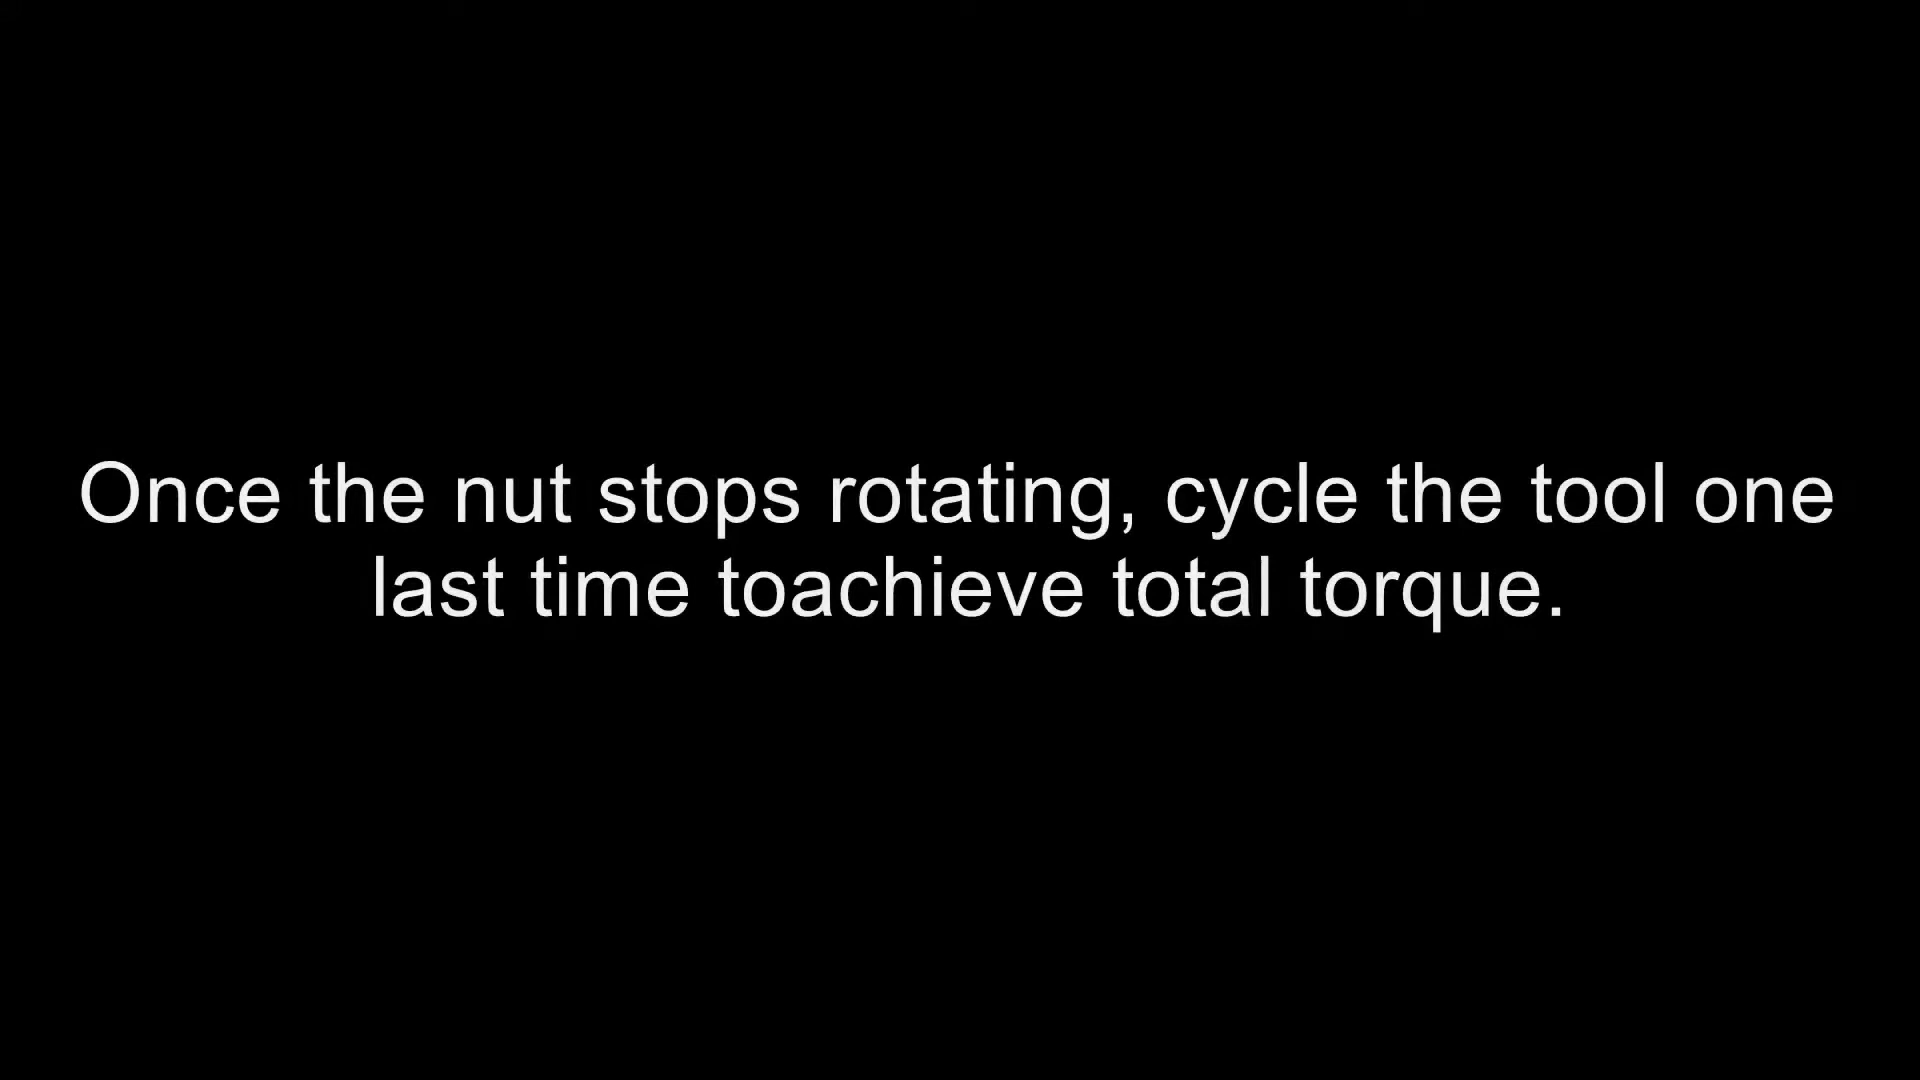 Once the nut stops rotating, cycle the tool one
last time toachieve total torque.